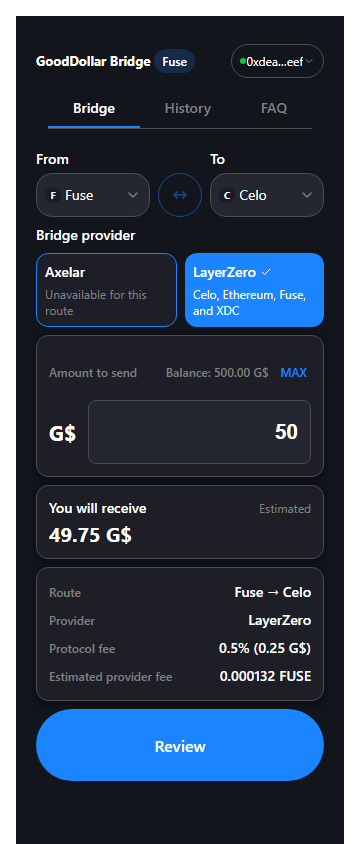 GoodDollar Bridge Fuse 0xdea...eef
Bridge History FAQ
From To
F Fuse C Celo
Bridge provider
Axelar LayerZero ✓
Unavailable for this Celo, Ethereum, Fuse,
route and XDC
Amount to send Balance: 500.00 G$ MAX
G$ 50
You will receive Estimated
49.75 G$
Route Fuse → Celo
Provider LayerZero
Protocol fee 0.5% (0.25 G$)
Estimated provider fee 0.000132 FUSE
Review